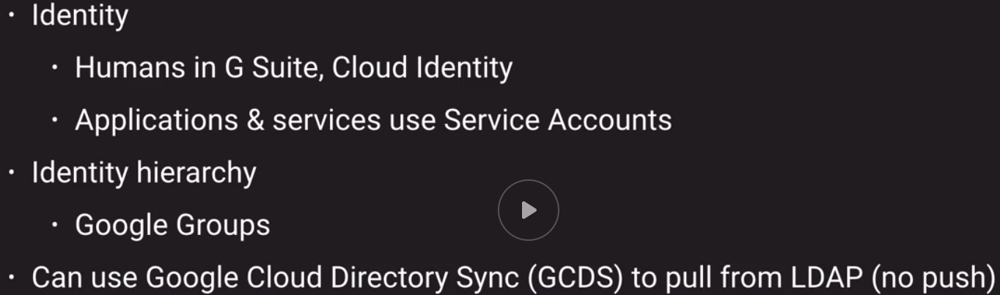 • Identity
• Humans in G Suite, Cloud Identity
• Applications & services use Service Accounts
• Identity hierarchy
• Google Groups
• Can use Google Cloud Directory Sync (GCDS) to pull from LDAP (no push)